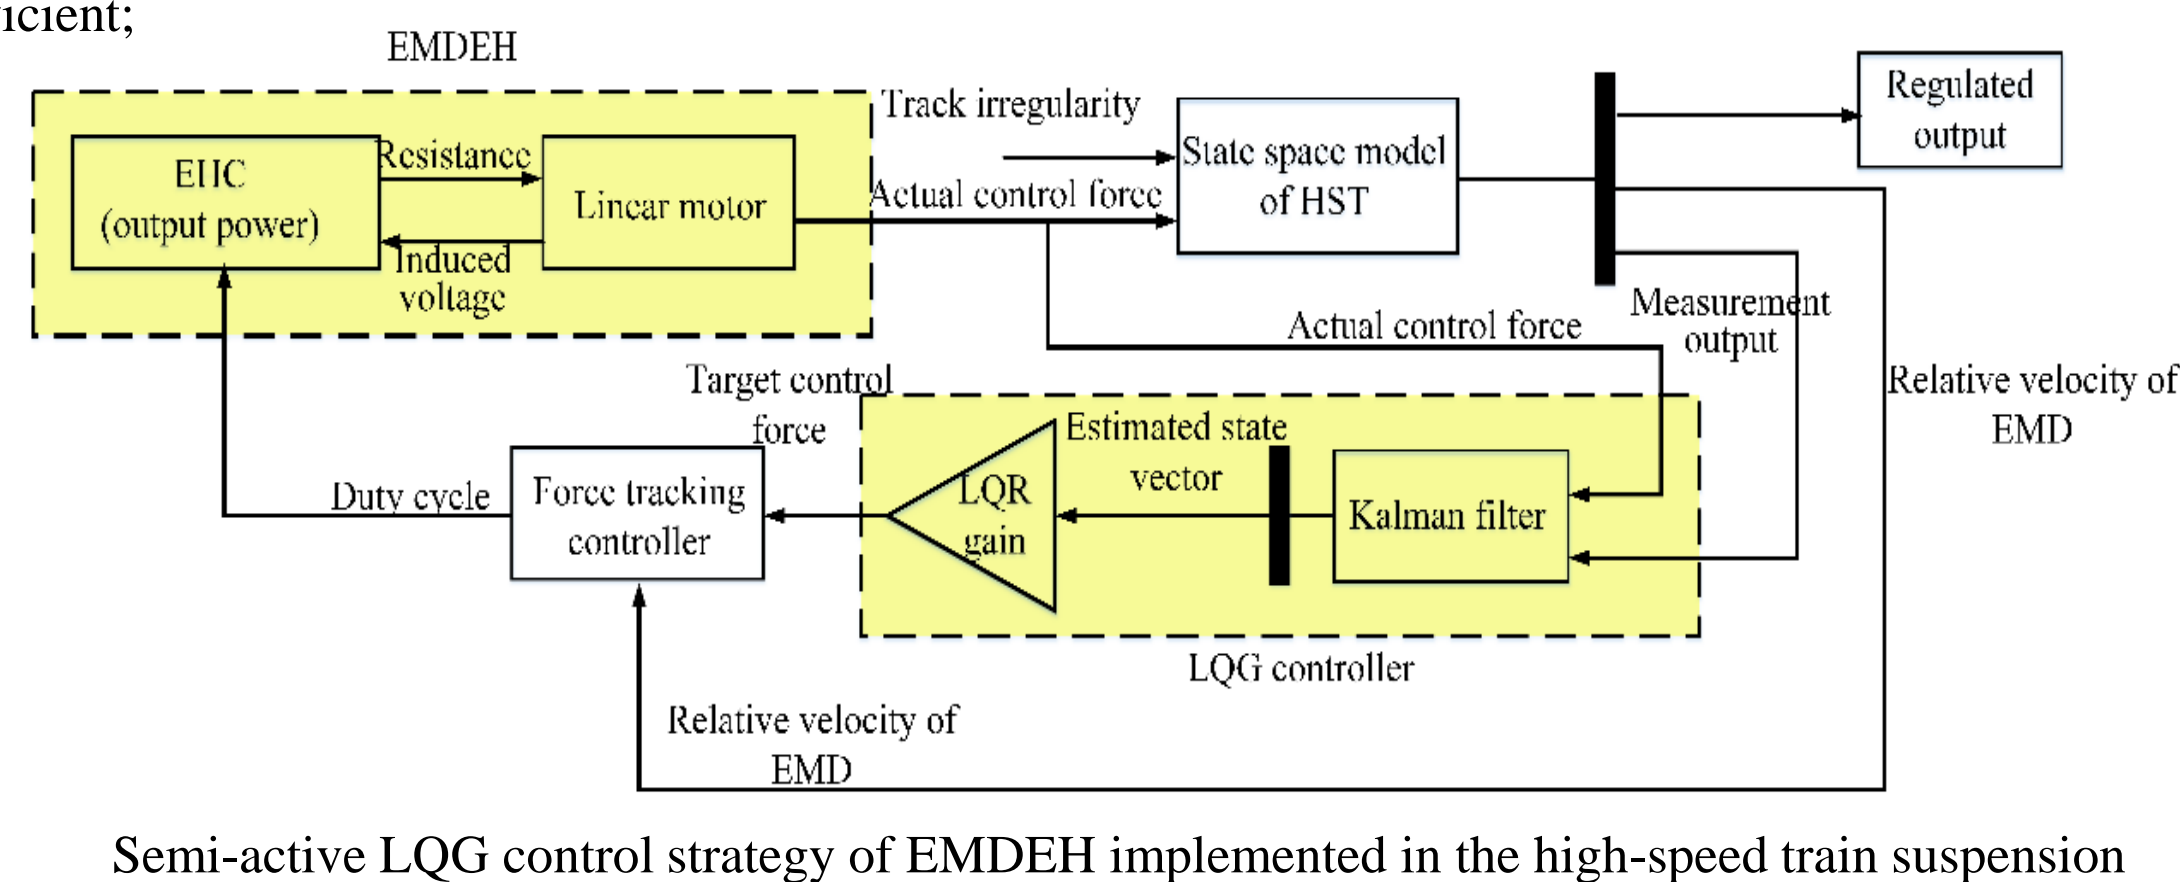 icient;
EMDEH
Track irregularity
Regulated
output
EHC
(output power)
Resistance
Linear motor
Induced
voltage
Actual control force
State space model
of HST
Measurement
output
Actual control force
Relative velocity of
EMD
Target control
force
Estimated state
vector
LQR
gain
Kalman filter
Force tracking
controller
Duty cycle
LQG controller
Relative velocity of
EMD
Semi-active LQG control strategy of EMDEH implemented in the high-speed train suspension